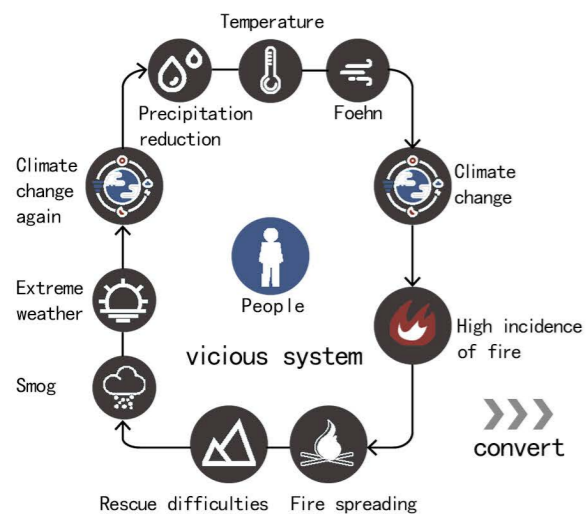 Temperature
Precipitation
reduction
Foehn
Climate
change
again
Climate
change
Extreme
weather
People
High incidence
of fire
vicious system
Smog
convert
Rescue difficulties
Fire spreading